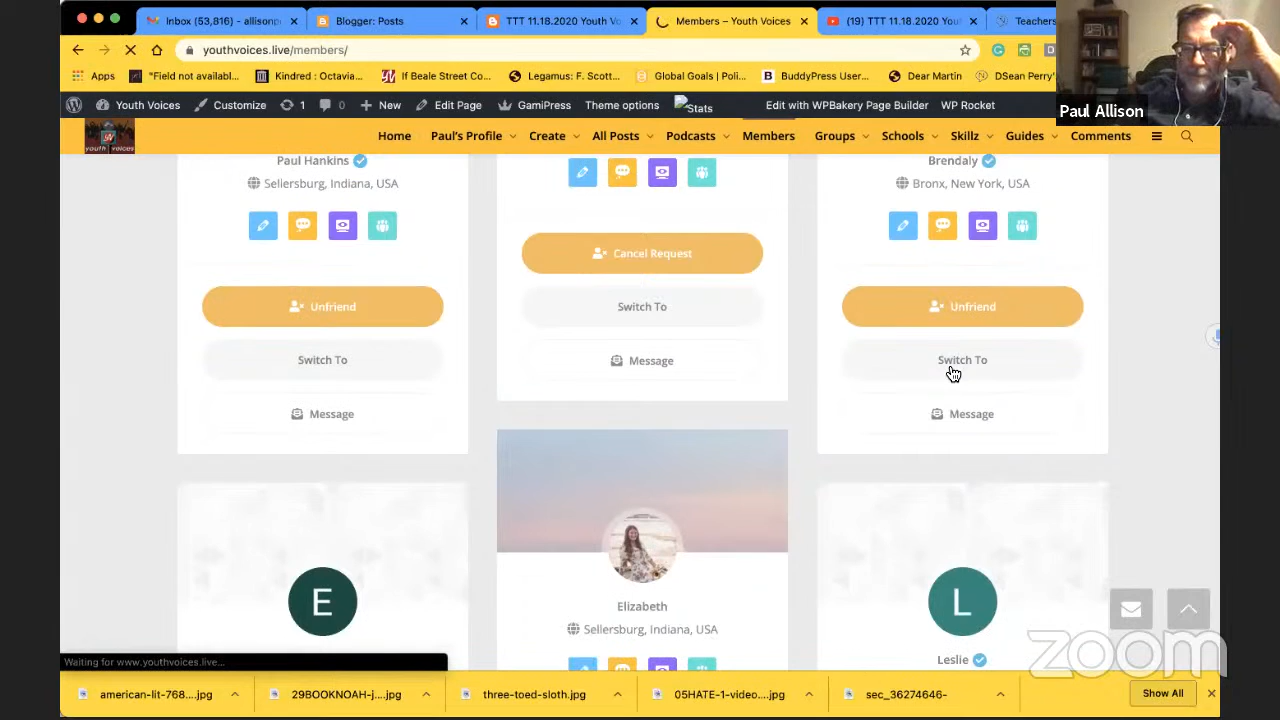 Inbox (53,816) - allisonp
Blogger: Posts
TTT 11.18.2020 Youth Vo
Members – Youth Voices
(19) TTT 11.18.2020 You
Teachers
youthvoices.live/members/
Apps
"Field not availabl...
Kindred : Octavia...
If Beale Street Co...
Legamus: F. Scott...
Global Goals | Poli...
BuddyPress User...
Dear Martin
DSean Perry'
Youth Voices
Customize
1
New
Edit Page
GamiPress
Theme options
Stats
Edit with WPBakery Page Builder
WP Rocket
Paul Allison
youth voices
Home
Paul's Profile
Create
All Posts
Podcasts
Members
Groups
Schools
Skillz
Guides
Comments
Paul Hankins
Sellersburg, Indiana, USA
Brendaly
Bronx, New York, USA
Cancel Request
Unfriend
Switch To
Unfriend
Switch To
Message
Switch To
Message
Message
E
L
Elizabeth
Sellersburg, Indiana, USA
Leslie
zoom
Waiting for www.youthvoices.live...
american-lit-768....jpg
29BOOKNOAH-j....jpg
three-toed-sloth.jpg
05HATE-1-video....jpg
sec_36274646-
Show All